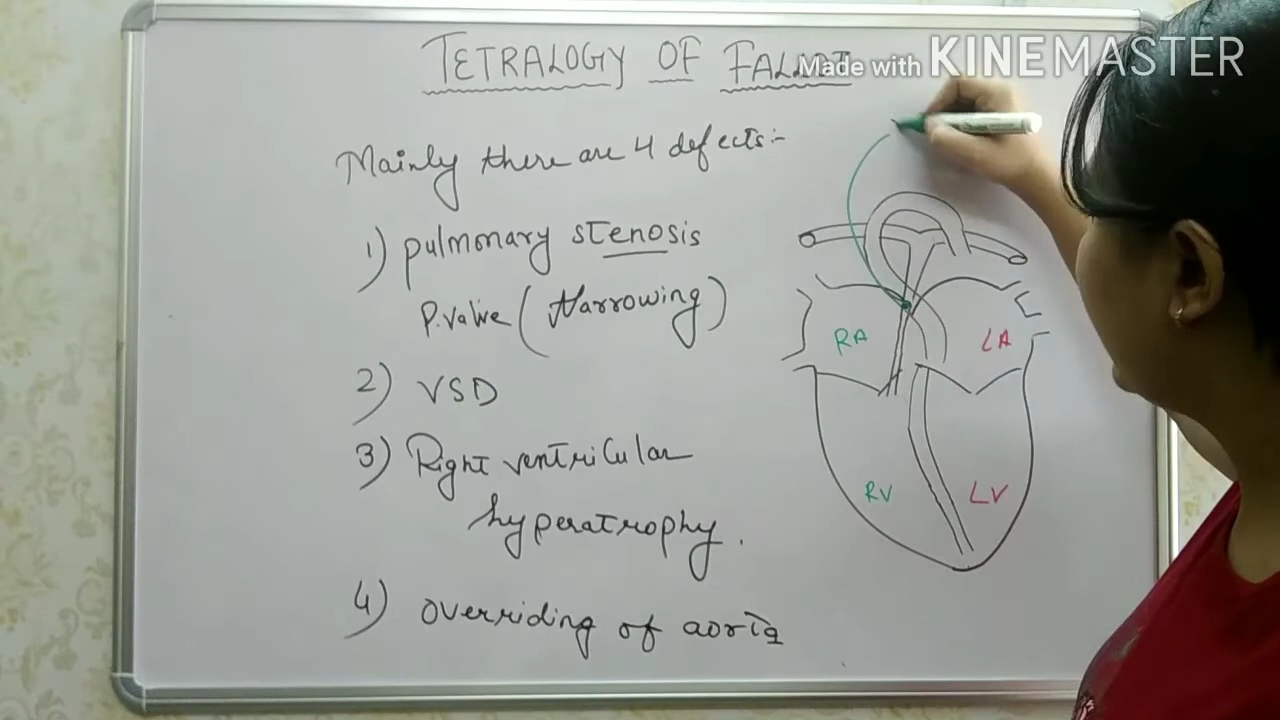 TETRALOGY OF FALLOT
Made with KINEMASTER
Mainly there are 4 defects:-
1) pulmonary stenosis
P. valve (Narrowing)
2) VSD
3) Right ventricular
hyperatrophy.
4) overriding of aorta
RA
LA
RV
LV